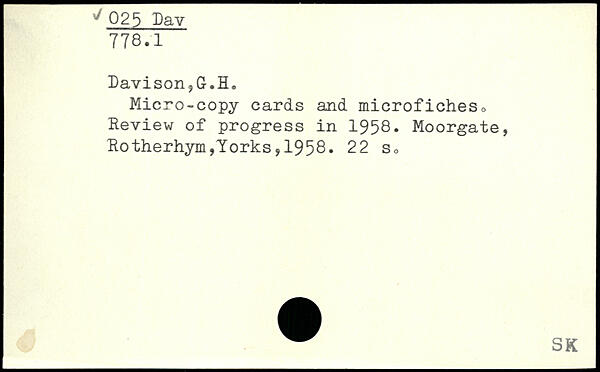 025 Dav
778.1
Davison,G.H.
Micro-copy cards and microfiches.
Review of progress in 1958. Moorgate,
Rotherhym,Yorks,1958. 22 s.
SK